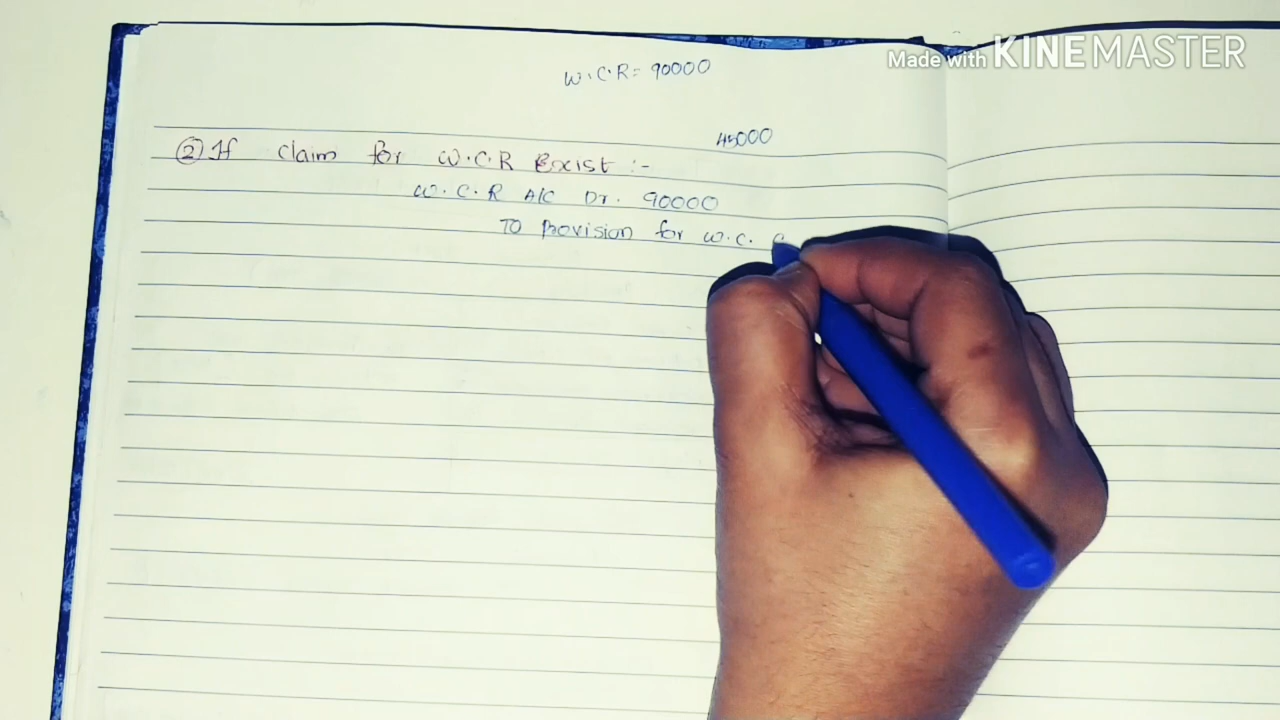 Made with KINEMASTER
W.C.R = 90000
45000
② If claim for W.C.R Exist :-
W.C.R A/C Dr. 90000
To Provision for W.C.